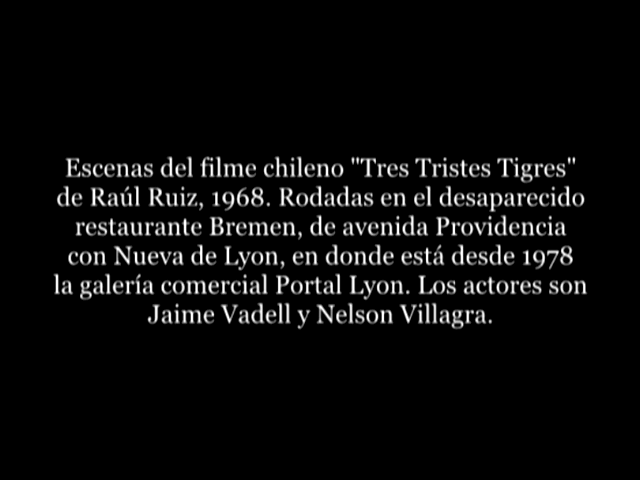 Escenas del filme chileno "Tres Tristes Tigres"
de Raúl Ruiz, 1968. Rodadas en el desaparecido
restaurante Bremen, de avenida Providencia
con Nueva de Lyon, en donde está desde 1978
la galería comercial Portal Lyon. Los actores son
Jaime Vadell y Nelson Villagra.